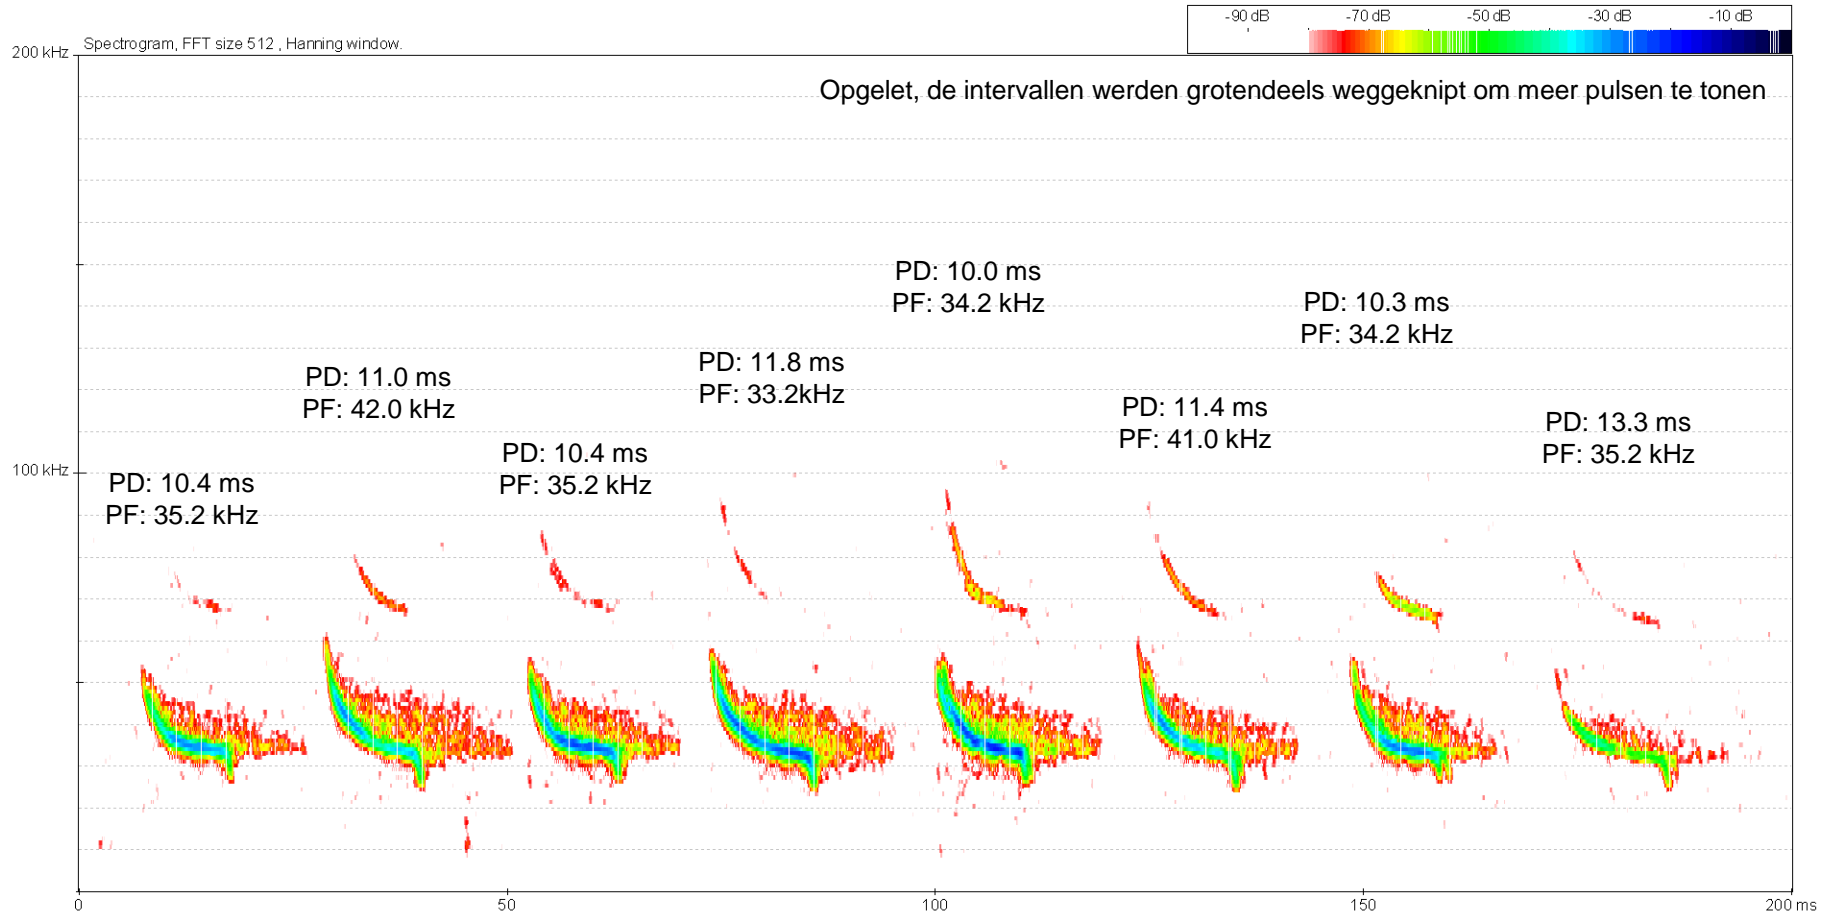 -90 dB -70 dB -50 dB -30 dB -10 dB
Spectrogram, FFT size 512 , Hanning window.
200 kHz
Opgelet, de intervallen werden grotendeels weggeknipt om meer pulsen te tonen
PD: 10.0 ms
PF: 34.2 kHz
PD: 10.3 ms
PF: 34.2 kHz
PD: 11.8 ms
PF: 33.2kHz
PD: 11.0 ms
PF: 42.0 kHz
PD: 11.4 ms
PF: 41.0 kHz
PD: 13.3 ms
PF: 35.2 kHz
PD: 10.4 ms
PF: 35.2 kHz
100 kHz
PD: 10.4 ms
PF: 35.2 kHz
0 50 100 150 200 ms